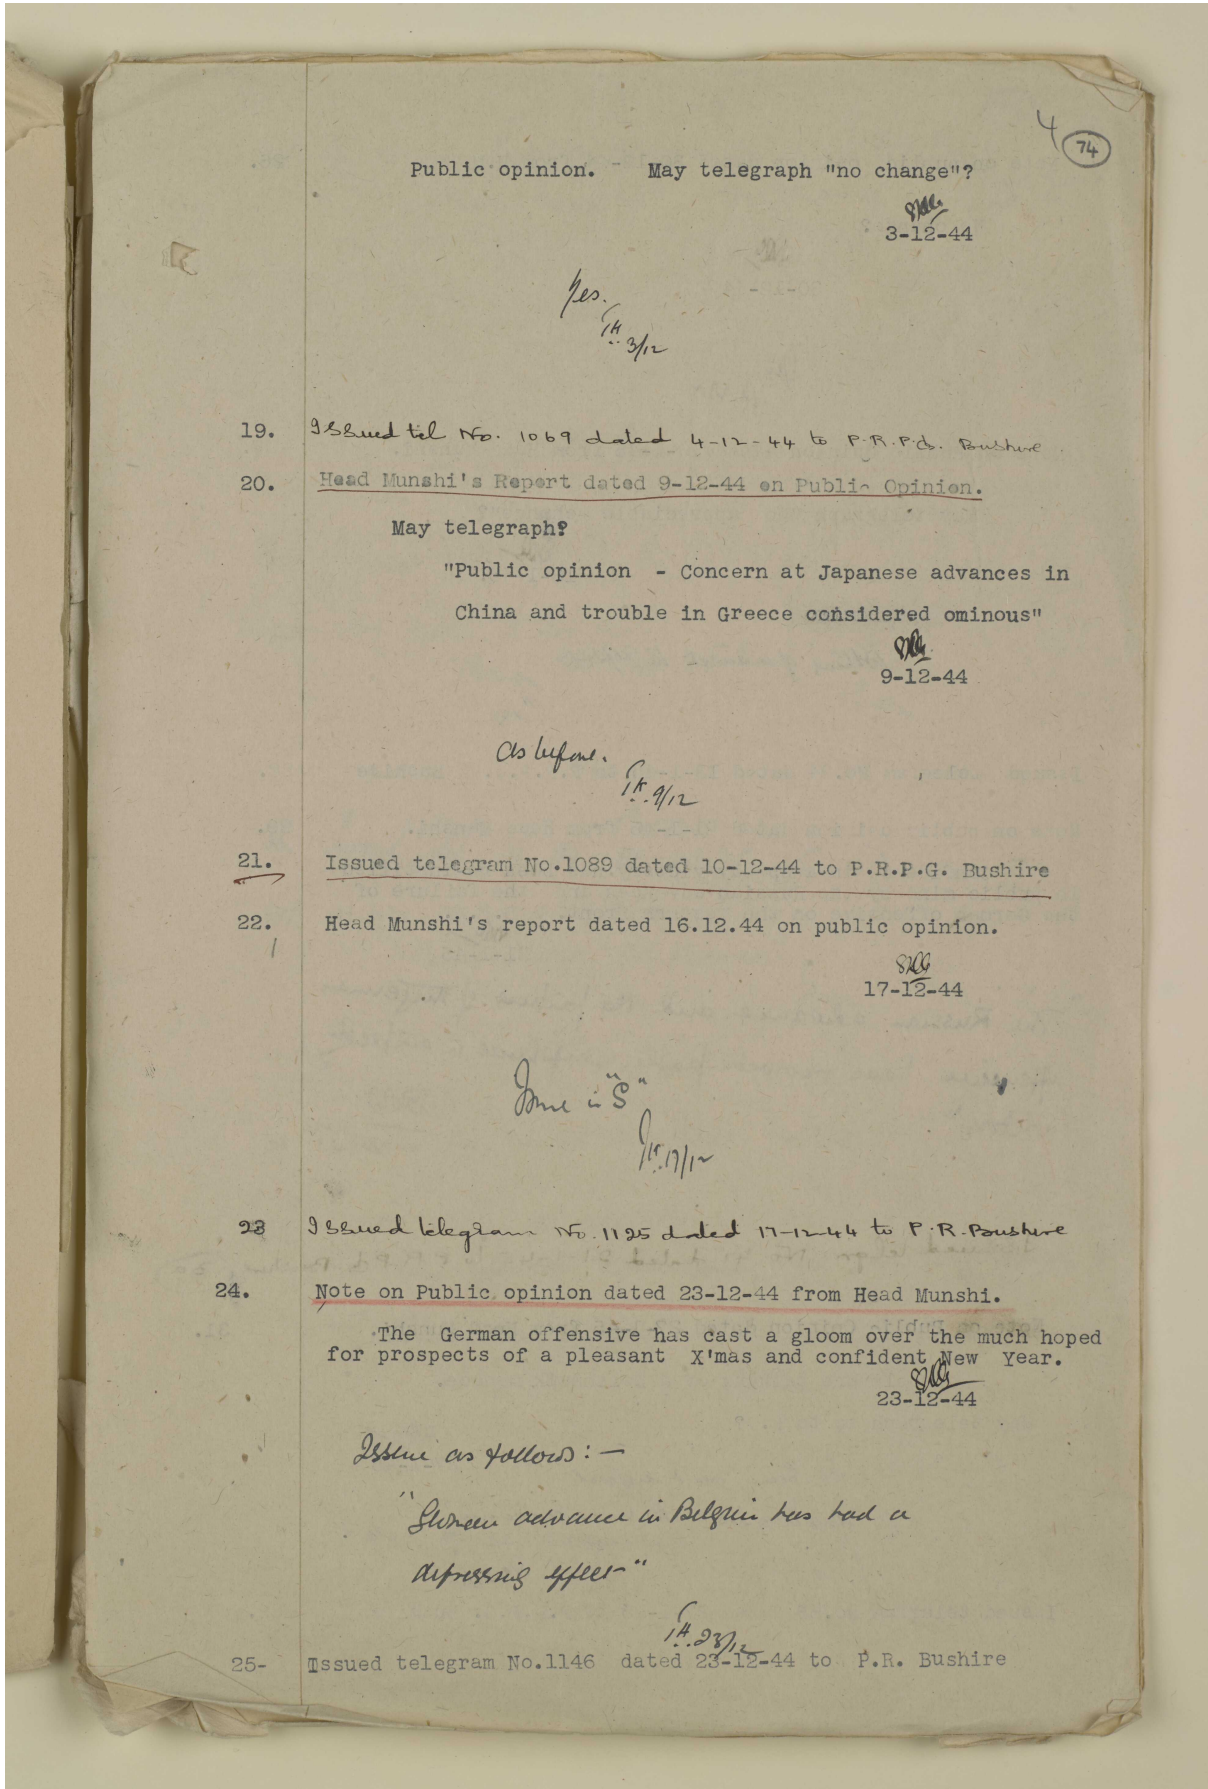 4
74
Public opinion. - May telegraph "no change"?
3-12-44
Yes.
TH 3/12
19. Issued tel No. 1069 dated 4-12-44 to P.R.P.G. Bushire
20. Head Munshi's Report dated 9-12-44 on Public Opinion.
May telegraph?
"Public opinion - Concern at Japanese advances in
China and trouble in Greece considered ominous"
9-12-44
As before.
TH. 9/12
21. Issued telegram No.1089 dated 10-12-44 to P.R.P.G. Bushire
22. Head Munshi's report dated 16.12.44 on public opinion.
17-12-44
Issue in "S"
TH. 17/12
23 Issued telegram No. 1125 dated 17-12-44 to P.R. Bushire
24. Note on Public opinion dated 23-12-44 from Head Munshi.
The German offensive has cast a gloom over the much hoped
for prospects of a pleasant X'mas and confident New Year.
23-12-44
Issue as follows:—
"German advance in Belgium has had a
depressing effect"
TH. 23/12
25- Issued telegram No.1146 dated 23-12-44 to P.R. Bushire